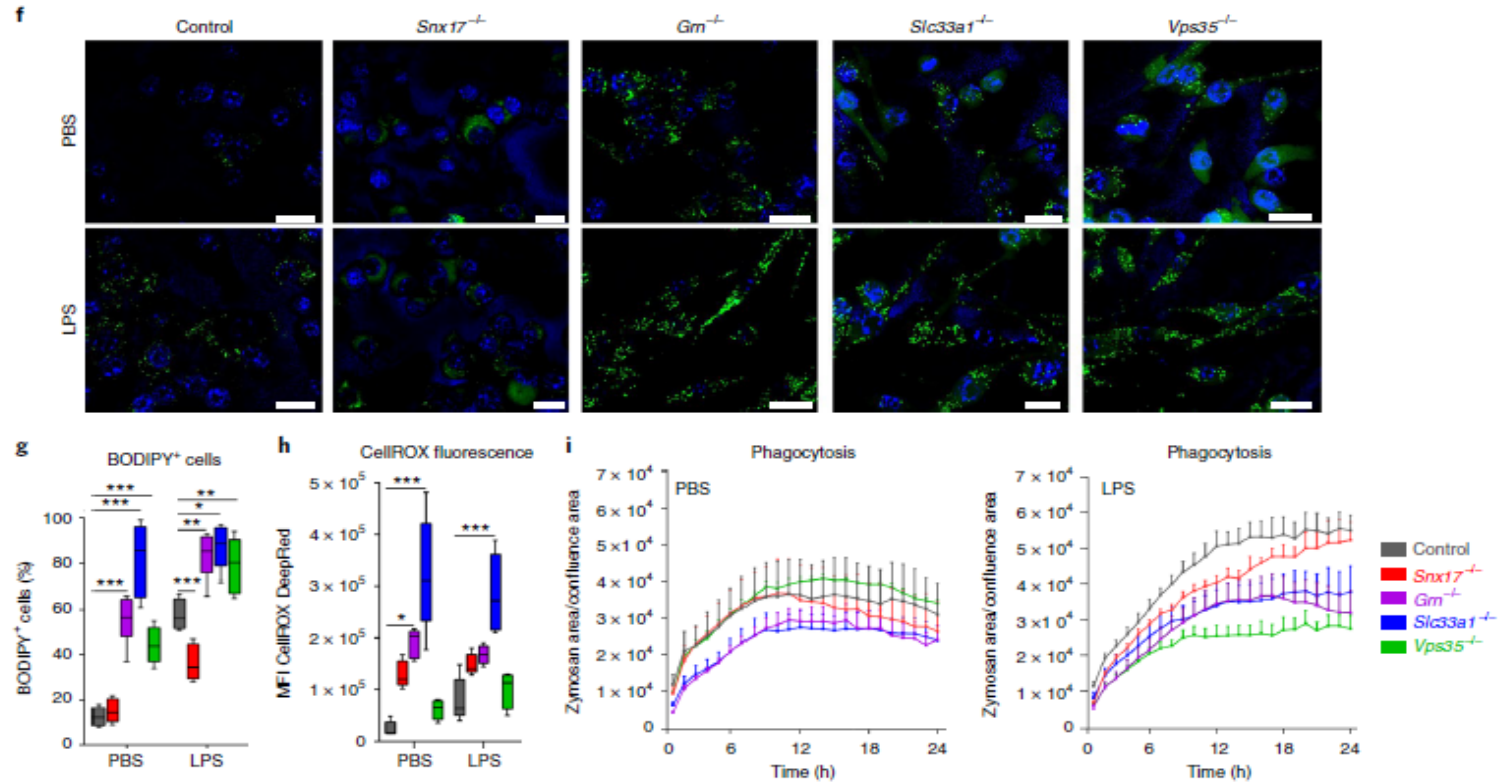 f
Control
Snx17⁻/⁻
Grn⁻/⁻
Slc33a1⁻/⁻
Vps35⁻/⁻
PBS
LPS
g
BODIPY⁺ cells
BODIPY⁺ cells (%)
100
80
60
40
20
0
***
***
***
***
**
*
**
PBS
LPS
h
CellROX fluorescence
MFI CellROX DeepRed
5 × 10⁵
4 × 10⁵
3 × 10⁵
2 × 10⁵
1 × 10⁵
0
***
*
***
PBS
LPS
i
Phagocytosis
PBS
Zymosan area/confluence area
7 × 10⁴
6 × 10⁴
5 × 10⁴
4 × 10⁴
3 × 10⁴
2 × 10⁴
1 × 10⁴
0
0 6 12 18 24
Time (h)
Phagocytosis
LPS
Zymosan area/confluence area
7 × 10⁴
6 × 10⁴
5 × 10⁴
4 × 10⁴
3 × 10⁴
2 × 10⁴
1 × 10⁴
0
0 6 12 18 24
Time (h)
Control
Snx17⁻/⁻
Grn⁻/⁻
Slc33a1⁻/⁻
Vps35⁻/⁻